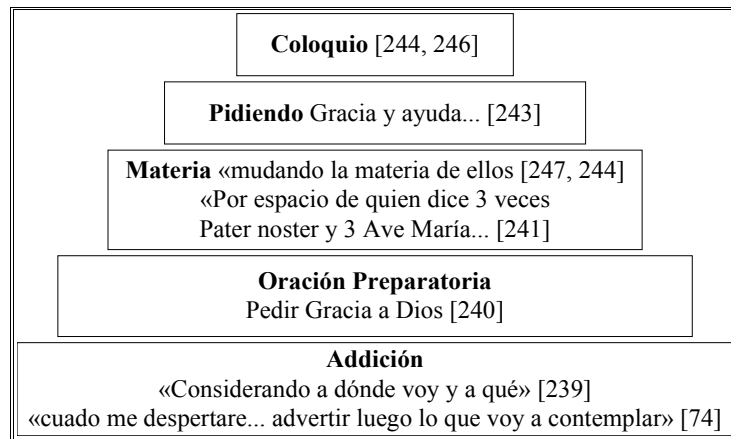 Coloquio [244, 246]
Pidiendo Gracia y ayuda... [243]
Materia «mudando la materia de ellos [247, 244]
«Por espacio de quien dice 3 veces
Pater noster y 3 Ave María... [241]
Oración Preparatoria
Pedir Gracia a Dios [240]
Addición
«Considerando a dónde voy y a qué» [239]
«cuado me despertare... advertir luego lo que voy a contemplar» [74]